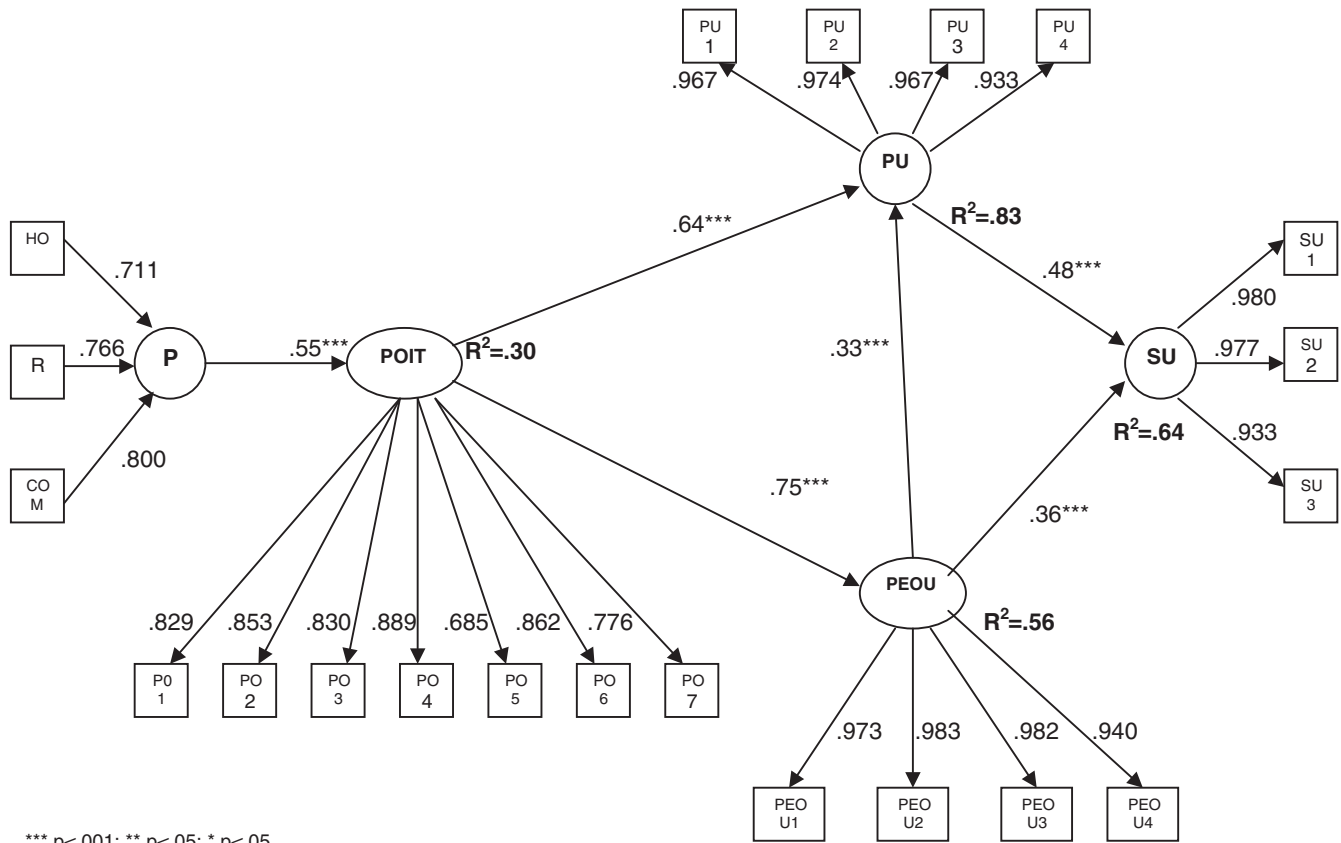 PU
1
PU
2
PU
3
PU
4
.967
.974
.967
.933
PU
R²=.83
HO
.711
R
.766
P
CO
M
.800
.55***
POIT
R²=.30
.64***
.48***
.33***
.75***
.36***
SU
R²=.64
SU
1
.980
SU
2
.977
SU
3
.933
PEOU
R²=.56
.829
.853
.830
.889
.685
.862
.776
P0
1
PO
2
PO
3
PO
4
PO
5
PO
6
PO
7
.973
.983
.982
.940
PEO
U1
PEO
U2
PEO
U3
PEO
U4
*** p<.001; ** p<.05; * p<.05